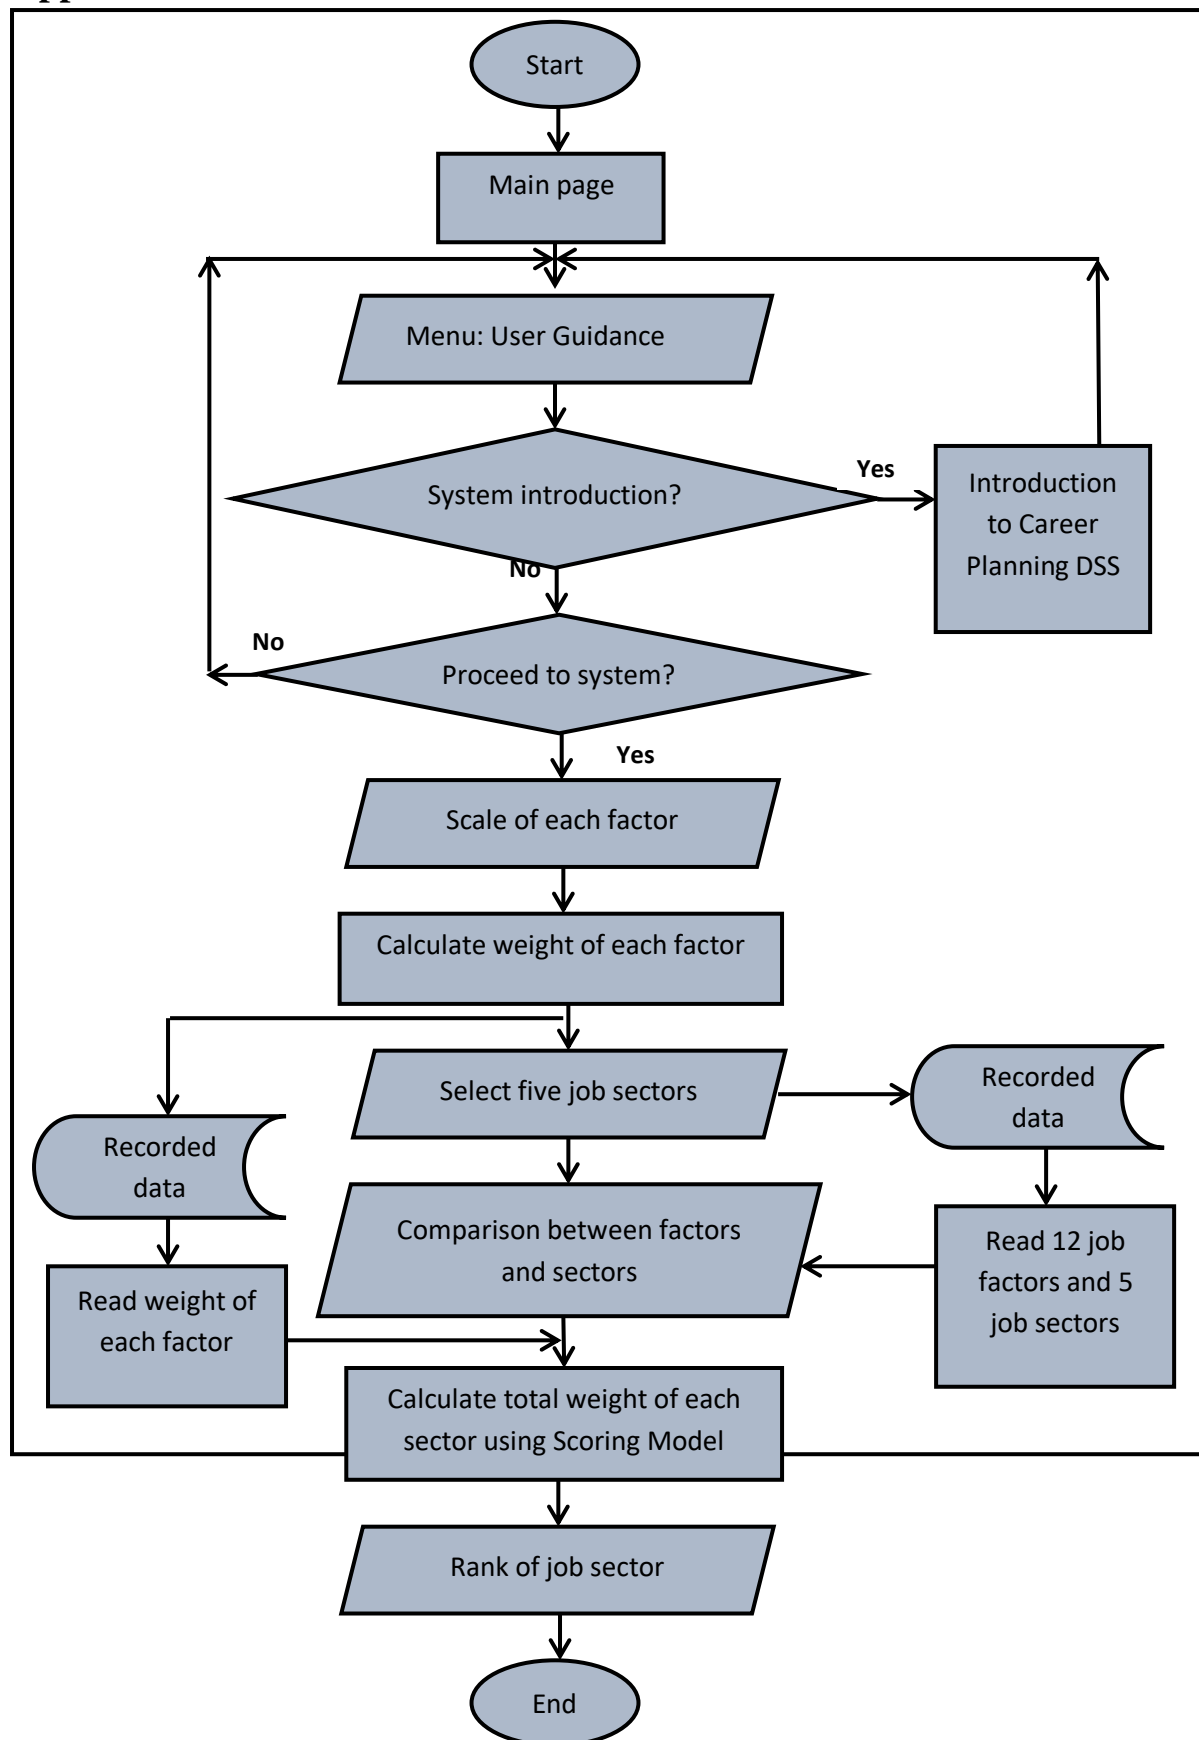 Start
Main page
Menu: User Guidance
System introduction?
Yes
Introduction
to Career
Planning DSS
No
No
Proceed to system?
Yes
Scale of each factor
Calculate weight of each factor
Select five job sectors
Recorded
data
Recorded
data
Comparison between factors
and sectors
Read 12 job
factors and 5
job sectors
Read weight of
each factor
Calculate total weight of each
sector using Scoring Model
Rank of job sector
End